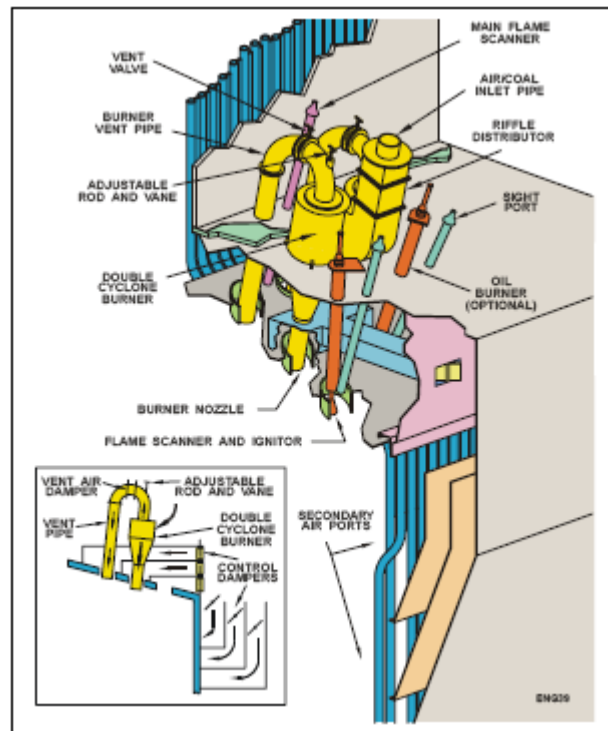 MAIN FLAME
SCANNER
VENT
VALVE
AIR/COAL
INLET PIPE
BURNER
VENT PIPE
RIFFLE
DISTRIBUTOR
ADJUSTABLE
ROD AND VANE
SIGHT
PORT
DOUBLE
CYCLONE
BURNER
OIL
BURNER
(OPTIONAL)
BURNER NOZZLE
FLAME SCANNER AND IGNITOR
VENT AIR
DAMPER
ADJUSTABLE
ROD AND VANE
VENT
PIPE
DOUBLE
CYCLONE
BURNER
CONTROL
DAMPERS
SECONDARY
AIR PORTS
ENG39